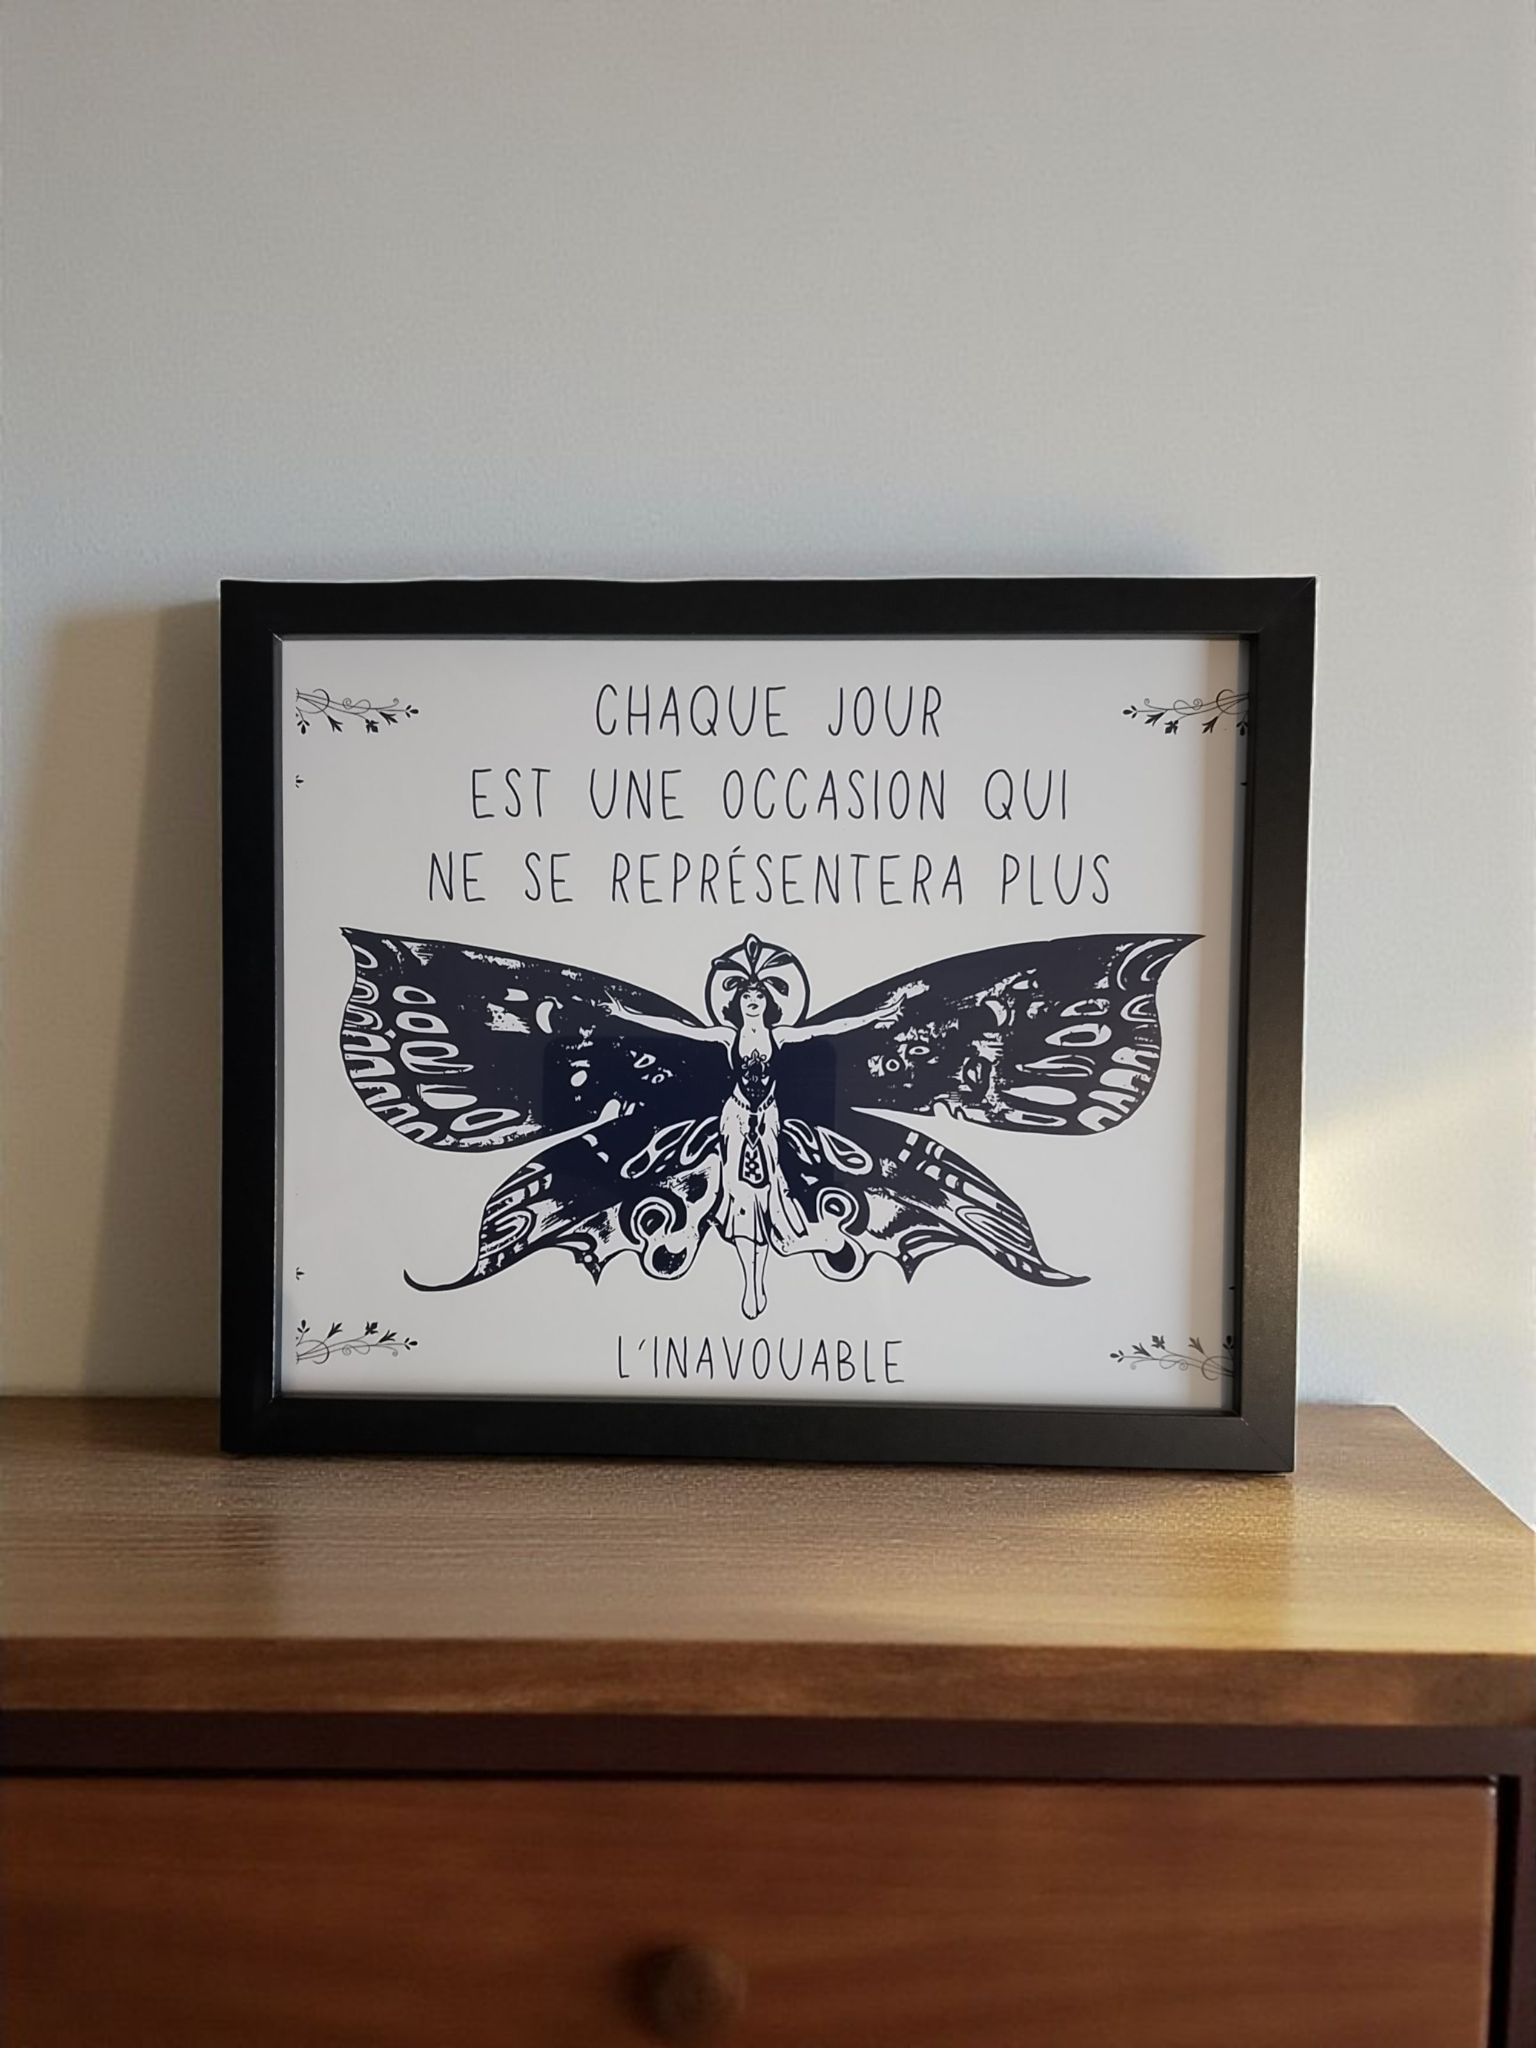 CHAQUE JOUR
EST UNE OCCASION QUI
NE SE REPRÉSENTERA PLUS
L'INAVOUABLE